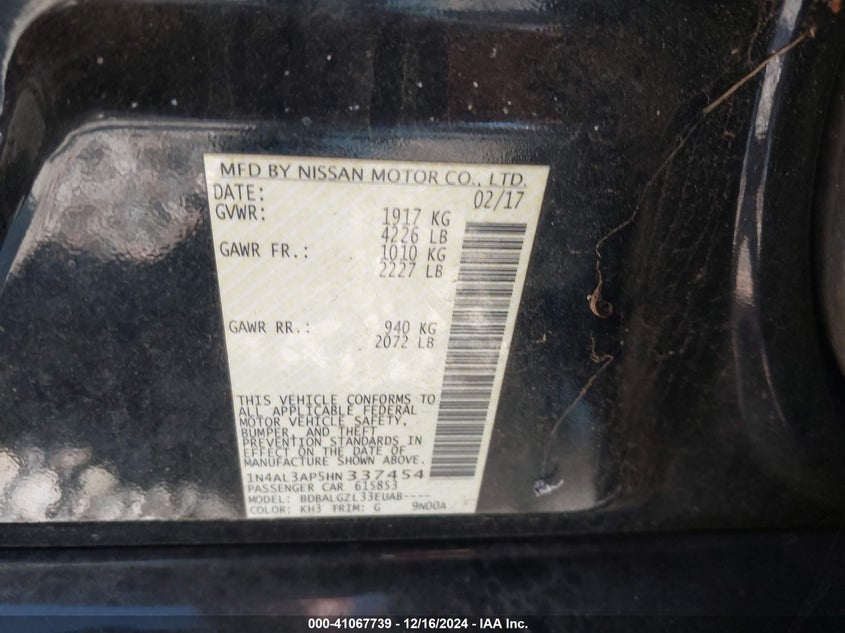 MFD BY NISSAN MOTOR CO., LTD.
DATE: 02/17
GVWR: 1917 KG
4226 LB
GAWR FR.: 1010 KG
2227 LB
GAWR RR.: 940 KG
2072 LB
THIS VEHICLE CONFORMS TO
ALL APPLICABLE FEDERAL
MOTOR VEHICLE SAFETY,
BUMPER, AND THEFT
PREVENTION STANDARDS IN
EFFECT ON THE DATE OF
MANUFACTURE SHOWN ABOVE.
1N4AL3AP5HN337454
PASSENGER CAR 615853
MODEL: BDBALGZL33EUAB----
COLOR: KH3 TRIM: G 9N00A
000-41067739 - 12/16/2024 - IAA Inc.